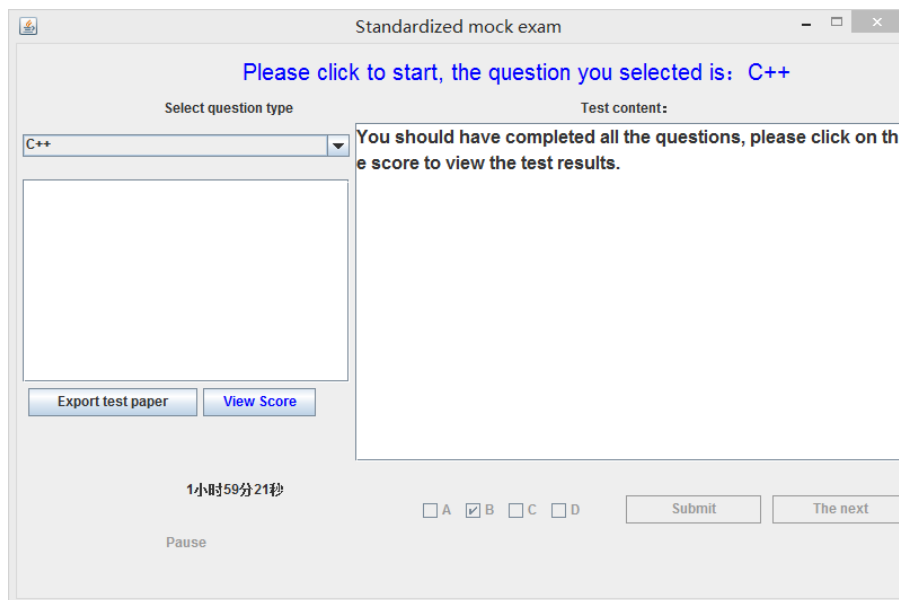 Standardized mock exam
Please click to start, the question you selected is：C++
Select question type
Test content：
C++
You should have completed all the questions, please click on th
e score to view the test results.
Export test paper
View Score
1小时59分21秒
A B C D
Submit
The next
Pause